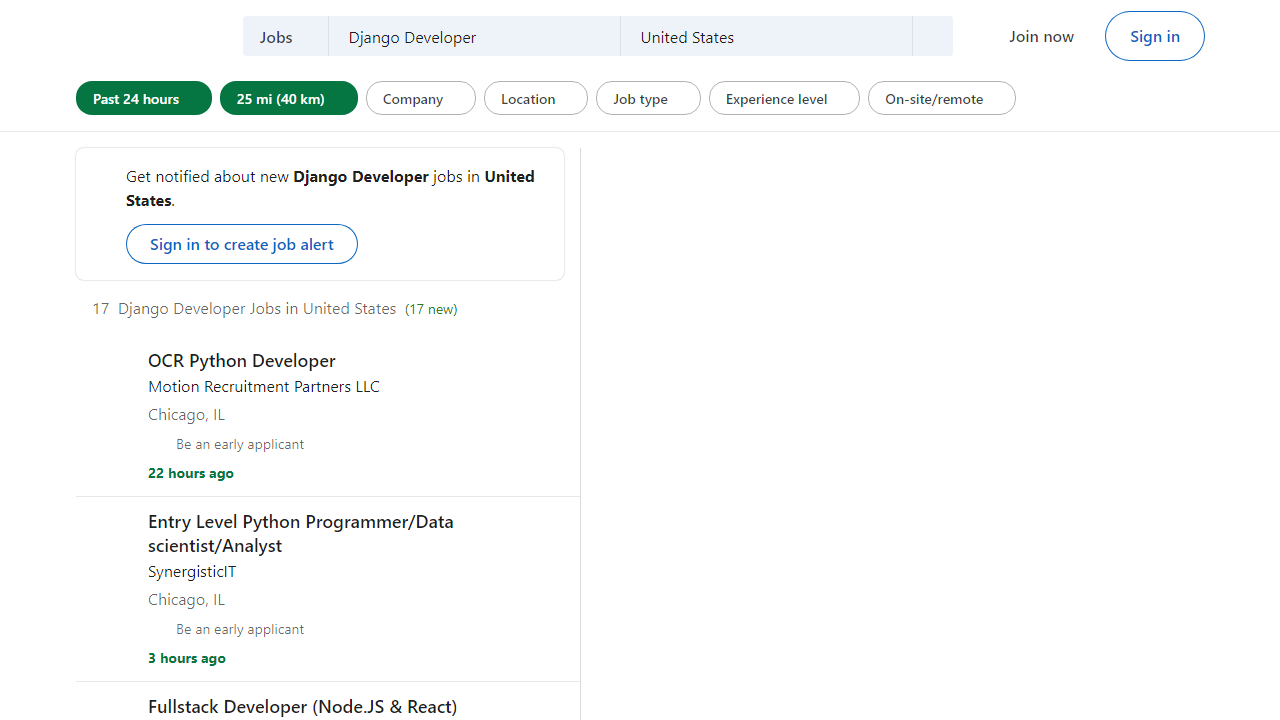 Jobs
Django Developer
United States
Join now
Sign in
Past 24 hours
25 mi (40 km)
Company
Location
Job type
Experience level
On-site/remote
Get notified about new Django Developer jobs in United
States.
Sign in to create job alert
17 Django Developer Jobs in United States (17 new)
OCR Python Developer
Motion Recruitment Partners LLC
Chicago, IL
Be an early applicant
22 hours ago
Entry Level Python Programmer/Data
scientist/Analyst
SynergisticIT
Chicago, IL
Be an early applicant
3 hours ago
Fullstack Developer (Node.JS & React)